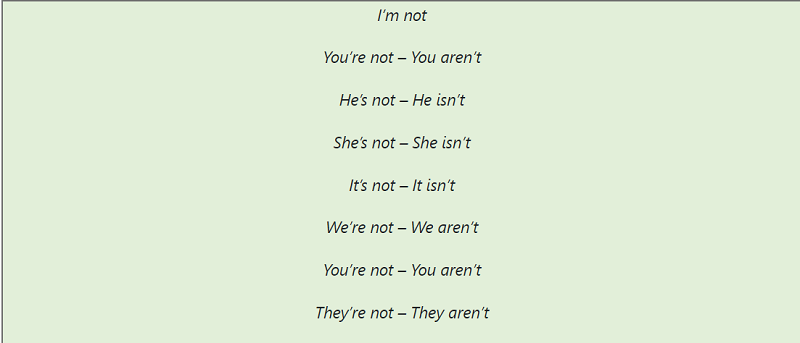 I’m not
You’re not – You aren’t
He’s not – He isn’t
She’s not – She isn’t
It’s not – It isn’t
We’re not – We aren’t
You’re not – You aren’t
They’re not – They aren’t